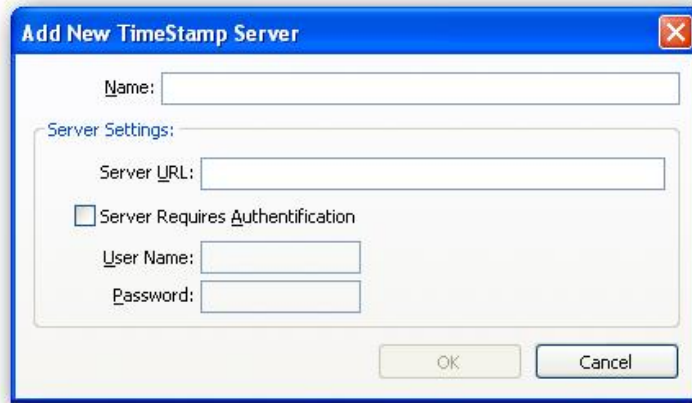 Add New TimeStamp Server
Name:
Server Settings:
Server URL:
Server Requires Authentification
User Name:
Password:
OK
Cancel